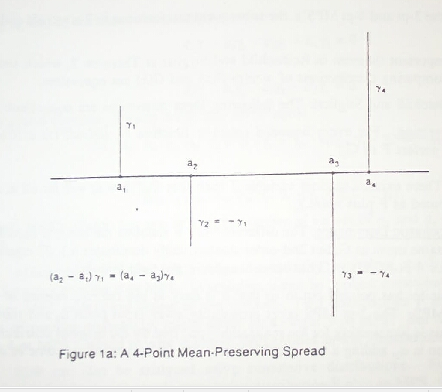 γ₄
γ₁
a₂
a₃
a₁
a₄
γ₂ = -γ₁
(a₂ - a₁) γ₁ = (a₄ - a₃)γ₄
γ₃ = -γ₄
Figure 1a: A 4-Point Mean-Preserving Spread